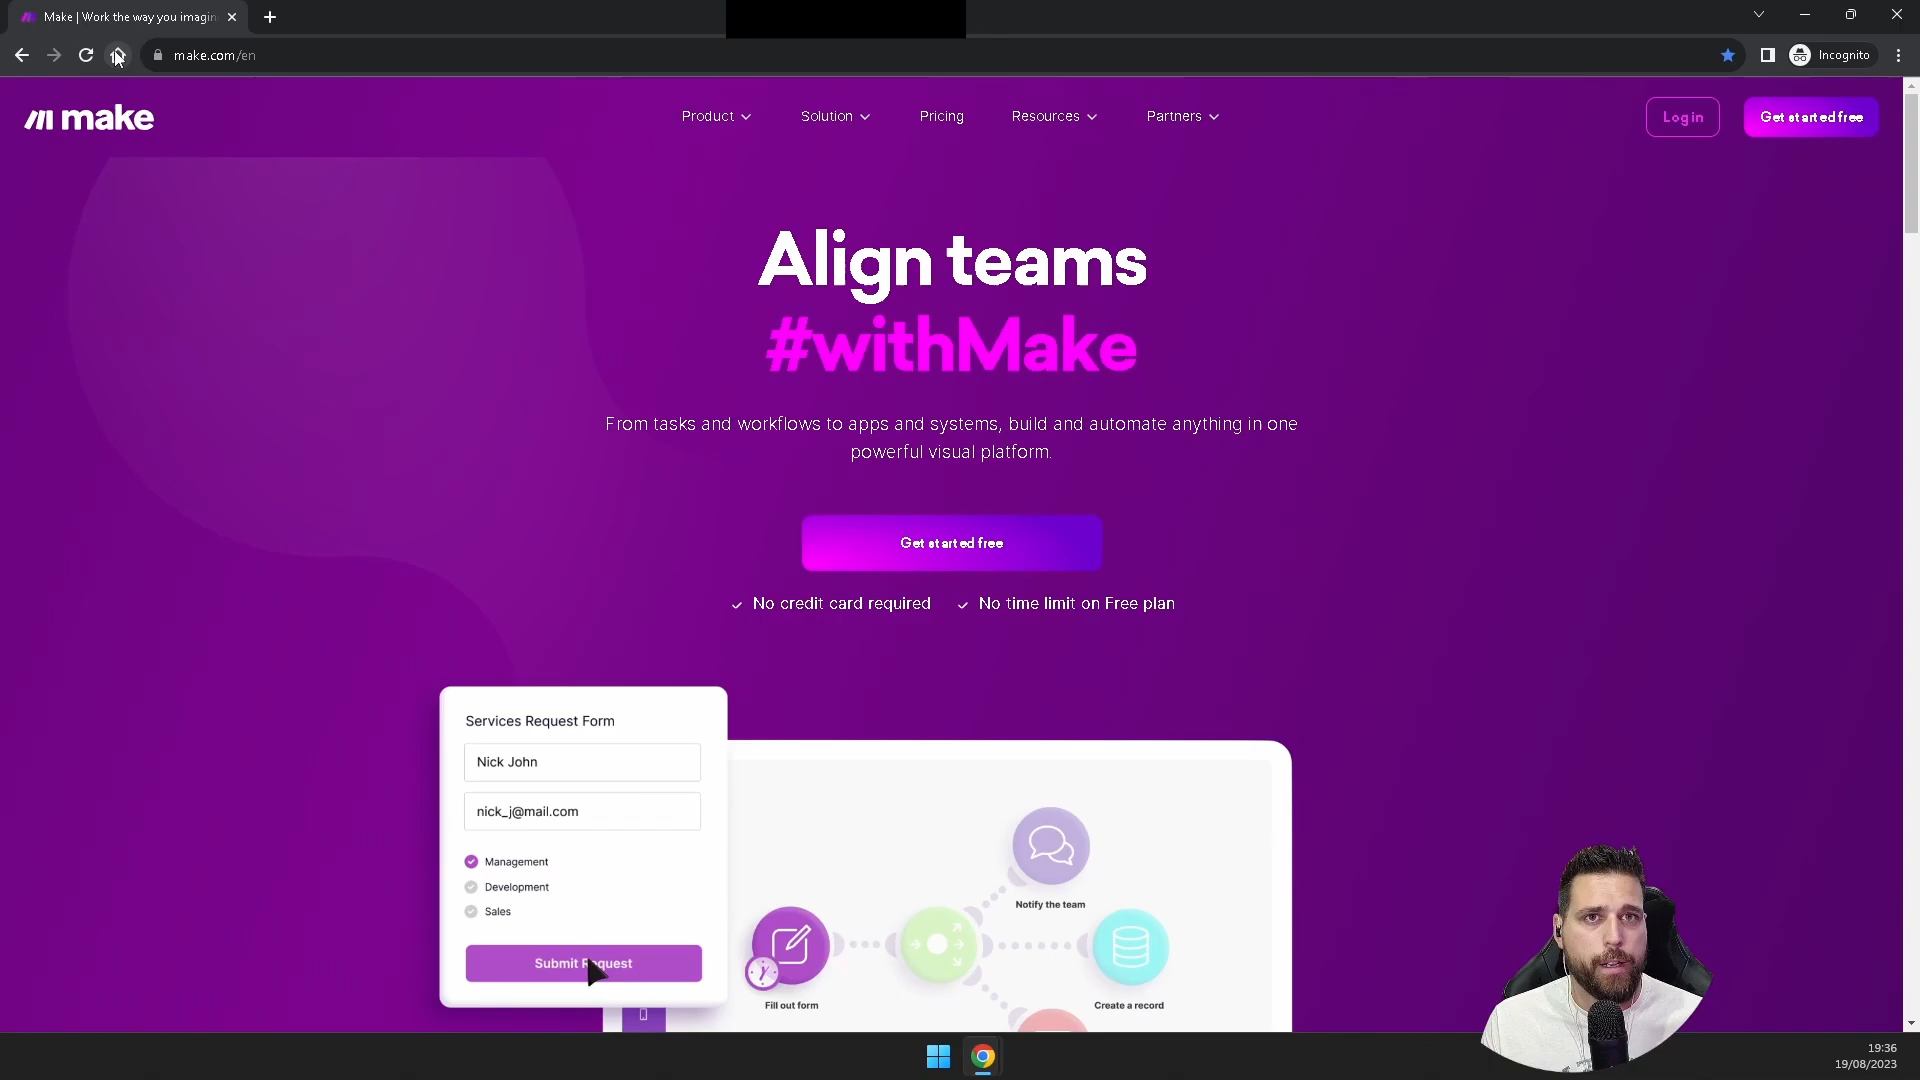 Make | Work the way you imagin
make.com/en
Incognito
make
Product
Solution
Pricing
Resources
Partners
Log in
Get started free
Align teams
#withMake
From tasks and workflows to apps and systems, build and automate anything in one
powerful visual platform.
Get started free
No credit card required
No time limit on Free plan
Services Request Form
Nick John
nick_j@mail.com
Management
Development
Sales
Submit Request
Notify the team
Fill out form
Create a record
19:36
19/08/2023